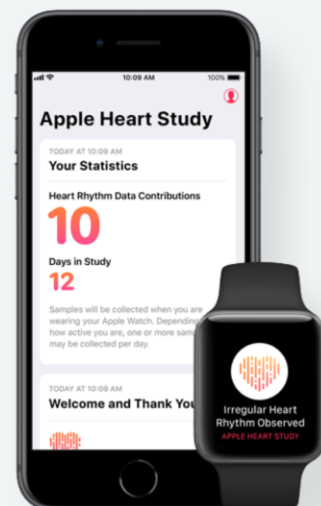 10:09 AM
100%
Apple Heart Study
TODAY AT 10:09 AM
Your Statistics
Heart Rhythm Data Contributions
10
Days in Study
12
Samples will be collected when you are
wearing your Apple Watch. Depending
how active you are, one or more
may be collected per day.
TODAY AT 10:09 AM
Welcome and Thank You
Irregular Heart
Rhythm Observed
APPLE HEART STUDY